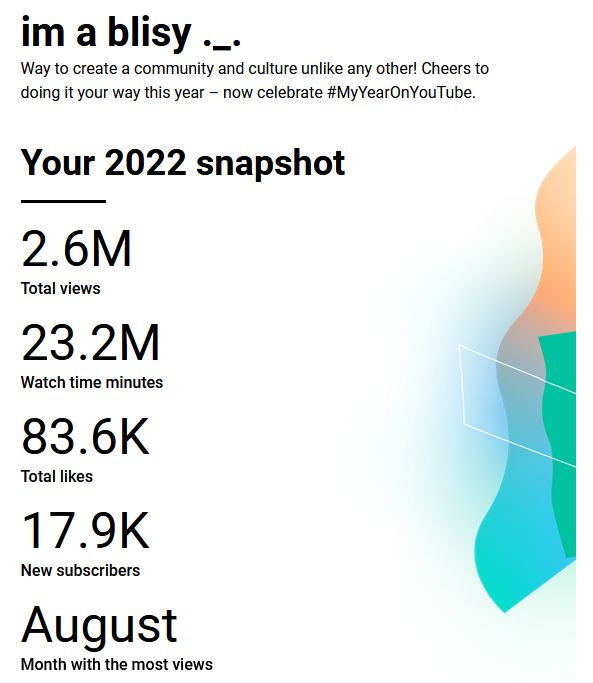 im a blisy ._.
Way to create a community and culture unlike any other! Cheers to
doing it your way this year – now celebrate #MyYearOnYouTube.
Your 2022 snapshot
2.6M
Total views
23.2M
Watch time minutes
83.6K
Total likes
17.9K
New subscribers
August
Month with the most views